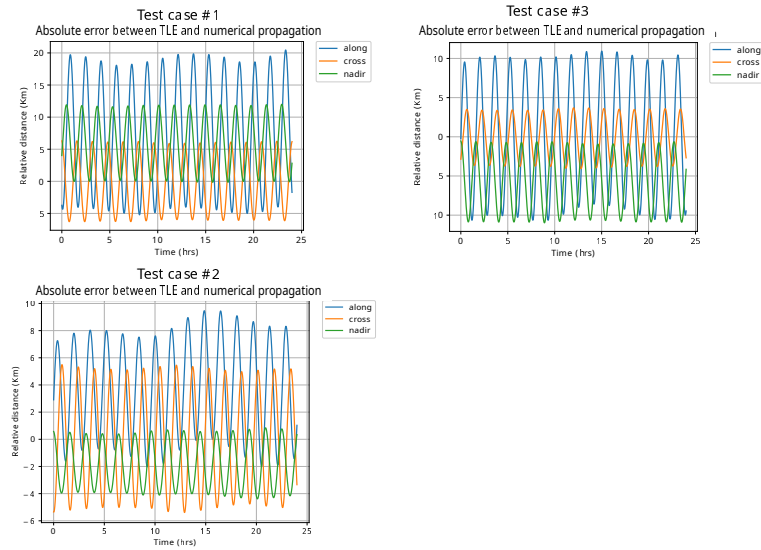 Test case #1
Absolute error between TLE and numerical propagation
20
15
10
5
0
5
Relative distance (Km)
0
5
10
15
20
25
Time (hrs)
along
cross
nadir
Test case #3
Absolute error between TLE and numerical propagation
10
5
0
5
10
Relative distance (Km)
0
5
10
15
20
25
Time (hrs)
along
cross
nadir
Test case #2
Absolute error between TLE and numerical propagation
10
8
6
4
2
0
−2
−4
−6
Relative distance (Km)
0
5
10
15
20
25
Time (hrs)
along
cross
nadir